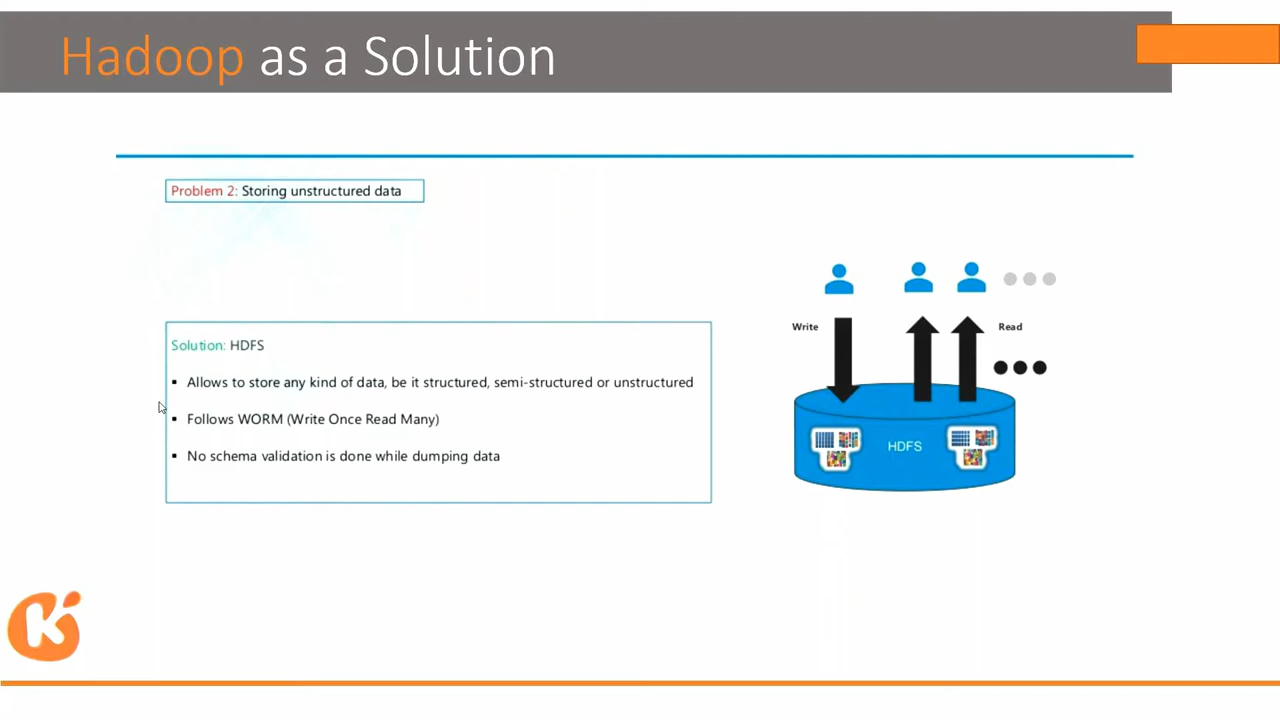 Hadoop as a Solution
Problem 2: Storing unstructured data
Solution: HDFS
▪ Allows to store any kind of data, be it structured, semi-structured or unstructured
▪ Follows WORM (Write Once Read Many)
▪ No schema validation is done while dumping data
Write
Read
HDFS
K